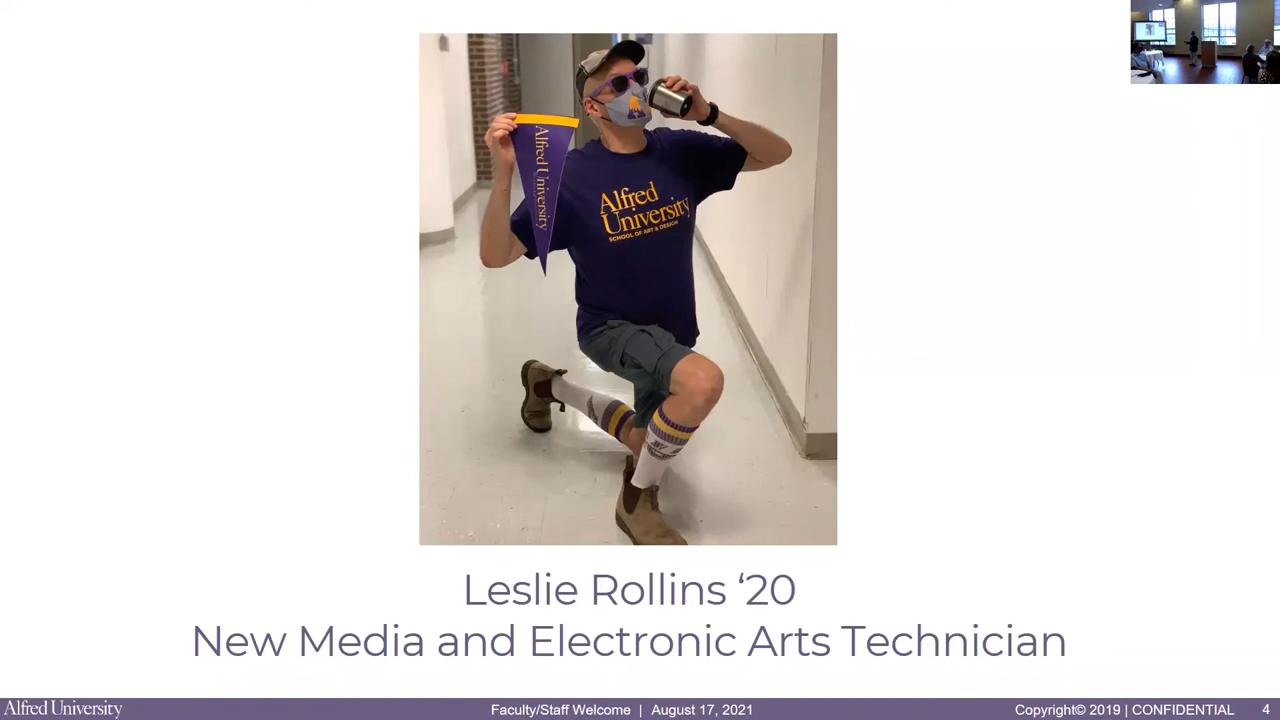 Alfred University
Alfred
University
SCHOOL OF ART & DESIGN
Leslie Rollins ‘20
New Media and Electronic Arts Technician
Alfred University
Faculty/Staff Welcome | August 17, 2021
Copyright© 2019 | CONFIDENTIAL
4